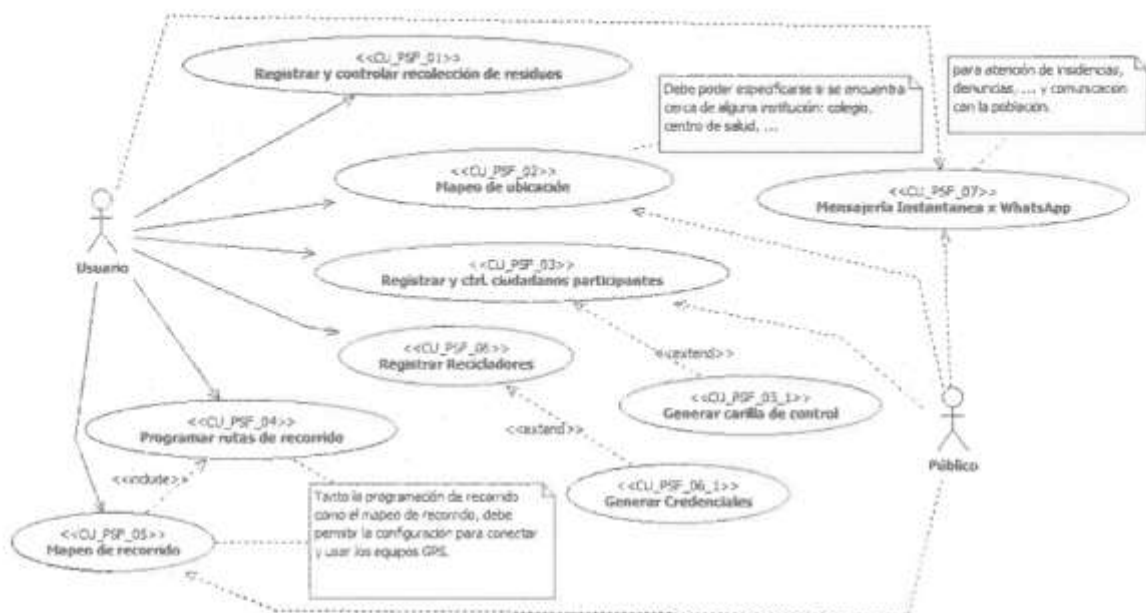 <<CU_PSF_01>>
Registrar y controlar recolección de residuos
Debe poder especificarse si se encuentra
cerca de alguna institución: colegio,
centro de salud, ...
para atención de insidencias,
denuncias, ... y comunicación
con la población.
<<CU_PSF_02>>
Mapeo de ubicación
<<CU_PSF_07>>
Mensajería Instantanea x WhatsApp
Usuario
<<CU_PSF_03>>
Registrar y ctrl. ciudadanos participantes
<<CU_PSF_06>>
Registrar Recicladores
<<extend>>
<<CU_PSF_03_1>>
Generar carilla de control
<<CU_PSF_04>>
Programar rutas de recorrido
<<extend>>
Público
<<include>>
<<CU_PSF_06_1>>
Generar Credenciales
Tanto la programación de recorrido
como el mapeo de recorrido, debe
permitir la configuración para conectar
y usar los equipos GPS.
<<CU_PSF_05>>
Mapeo de recorrido